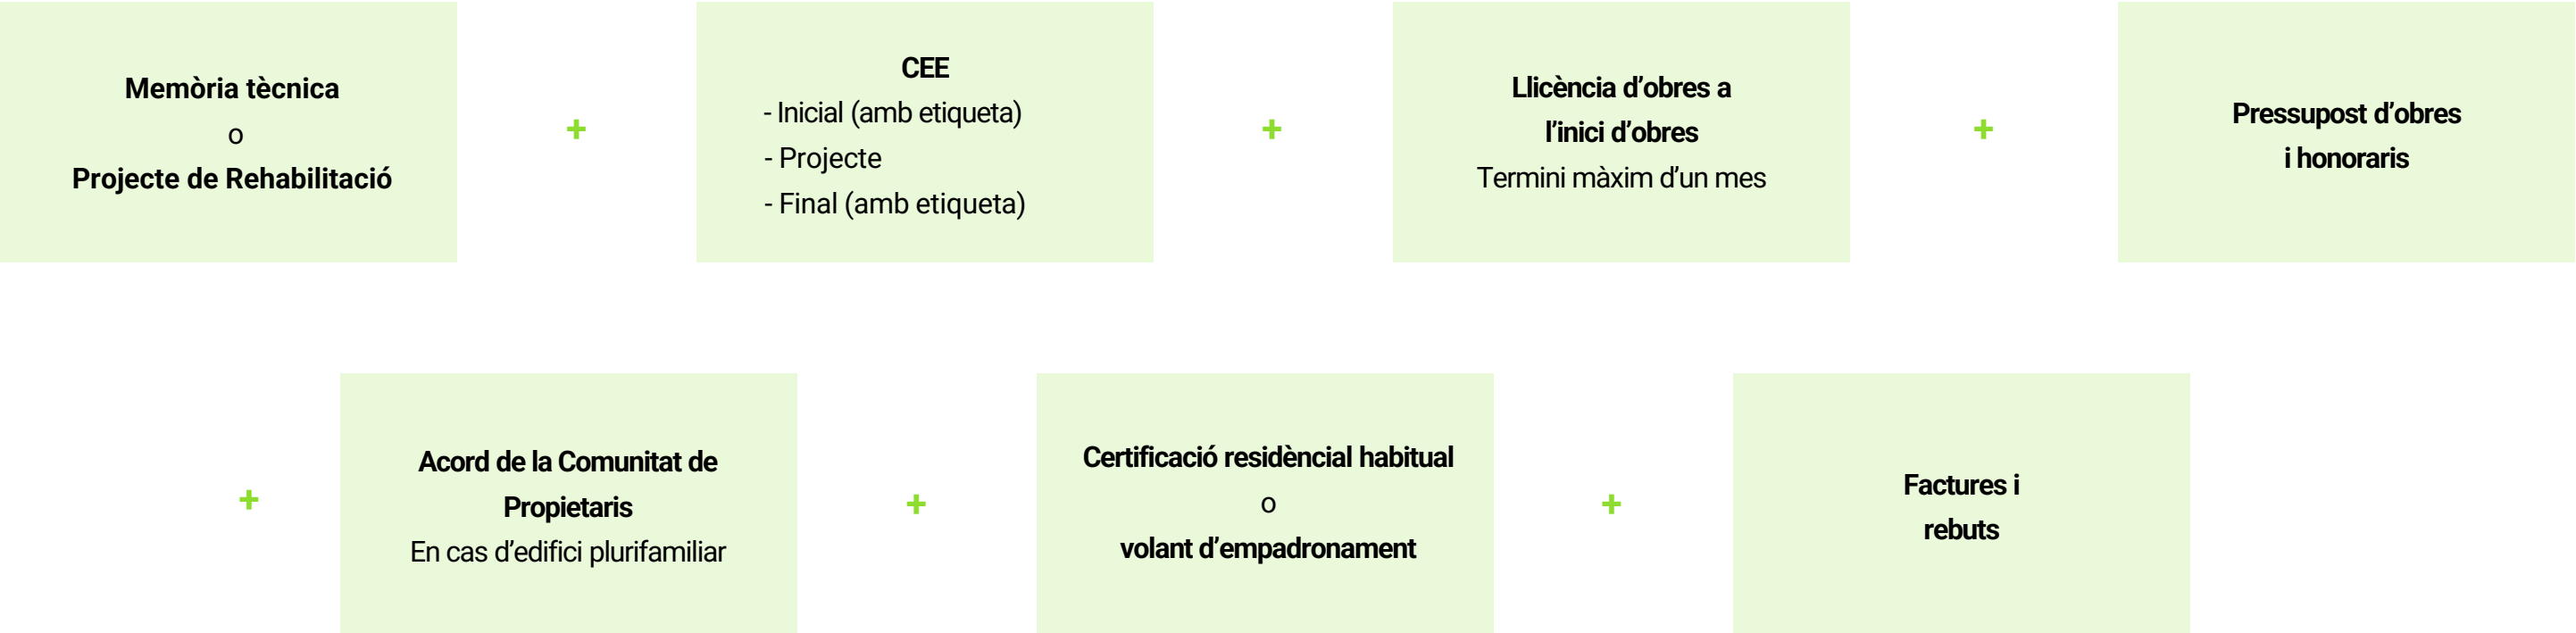 Memòria tècnica
o
Projecte de Rehabilitació
+
CEE
- Inicial (amb etiqueta)
- Projecte
- Final (amb etiqueta)
+
Llicència d’obres a
l’inici d’obres
Termini màxim d’un mes
+
Pressupost d’obres
i honoraris
+
Acord de la Comunitat de
Propietaris
En cas d’edifici plurifamiliar
+
Certificació residèncial habitual
o
volant d’empadronament
+
Factures i
rebuts